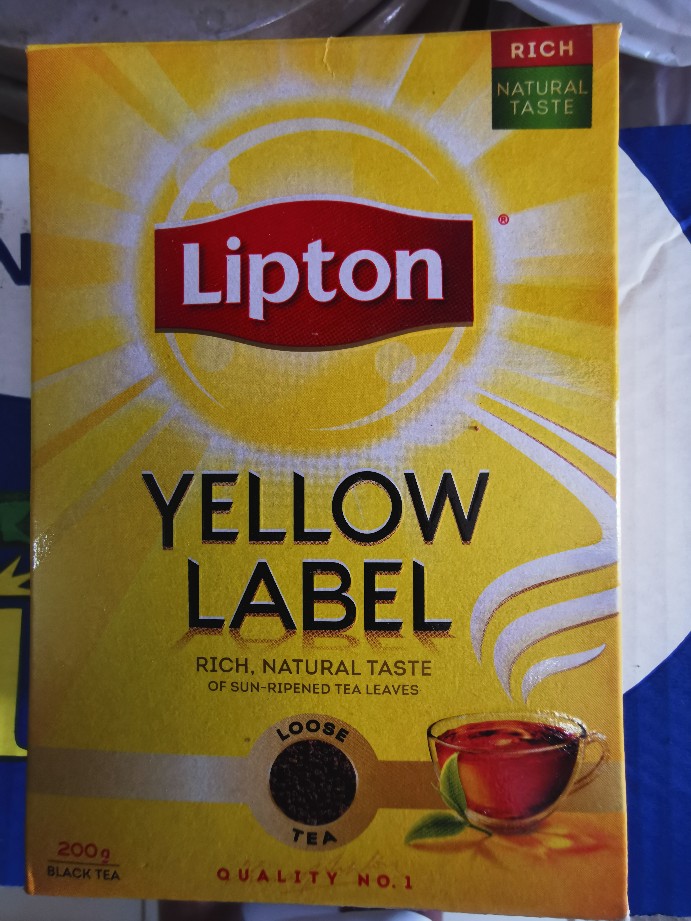 RICH
NATURAL
TASTE
Lipton
®
YELLOW
LABEL
RICH, NATURAL TASTE
OF SUN-RIPENED TEA LEAVES
LOOSE
TEA
200g
BLACK TEA
QUALITY NO.1